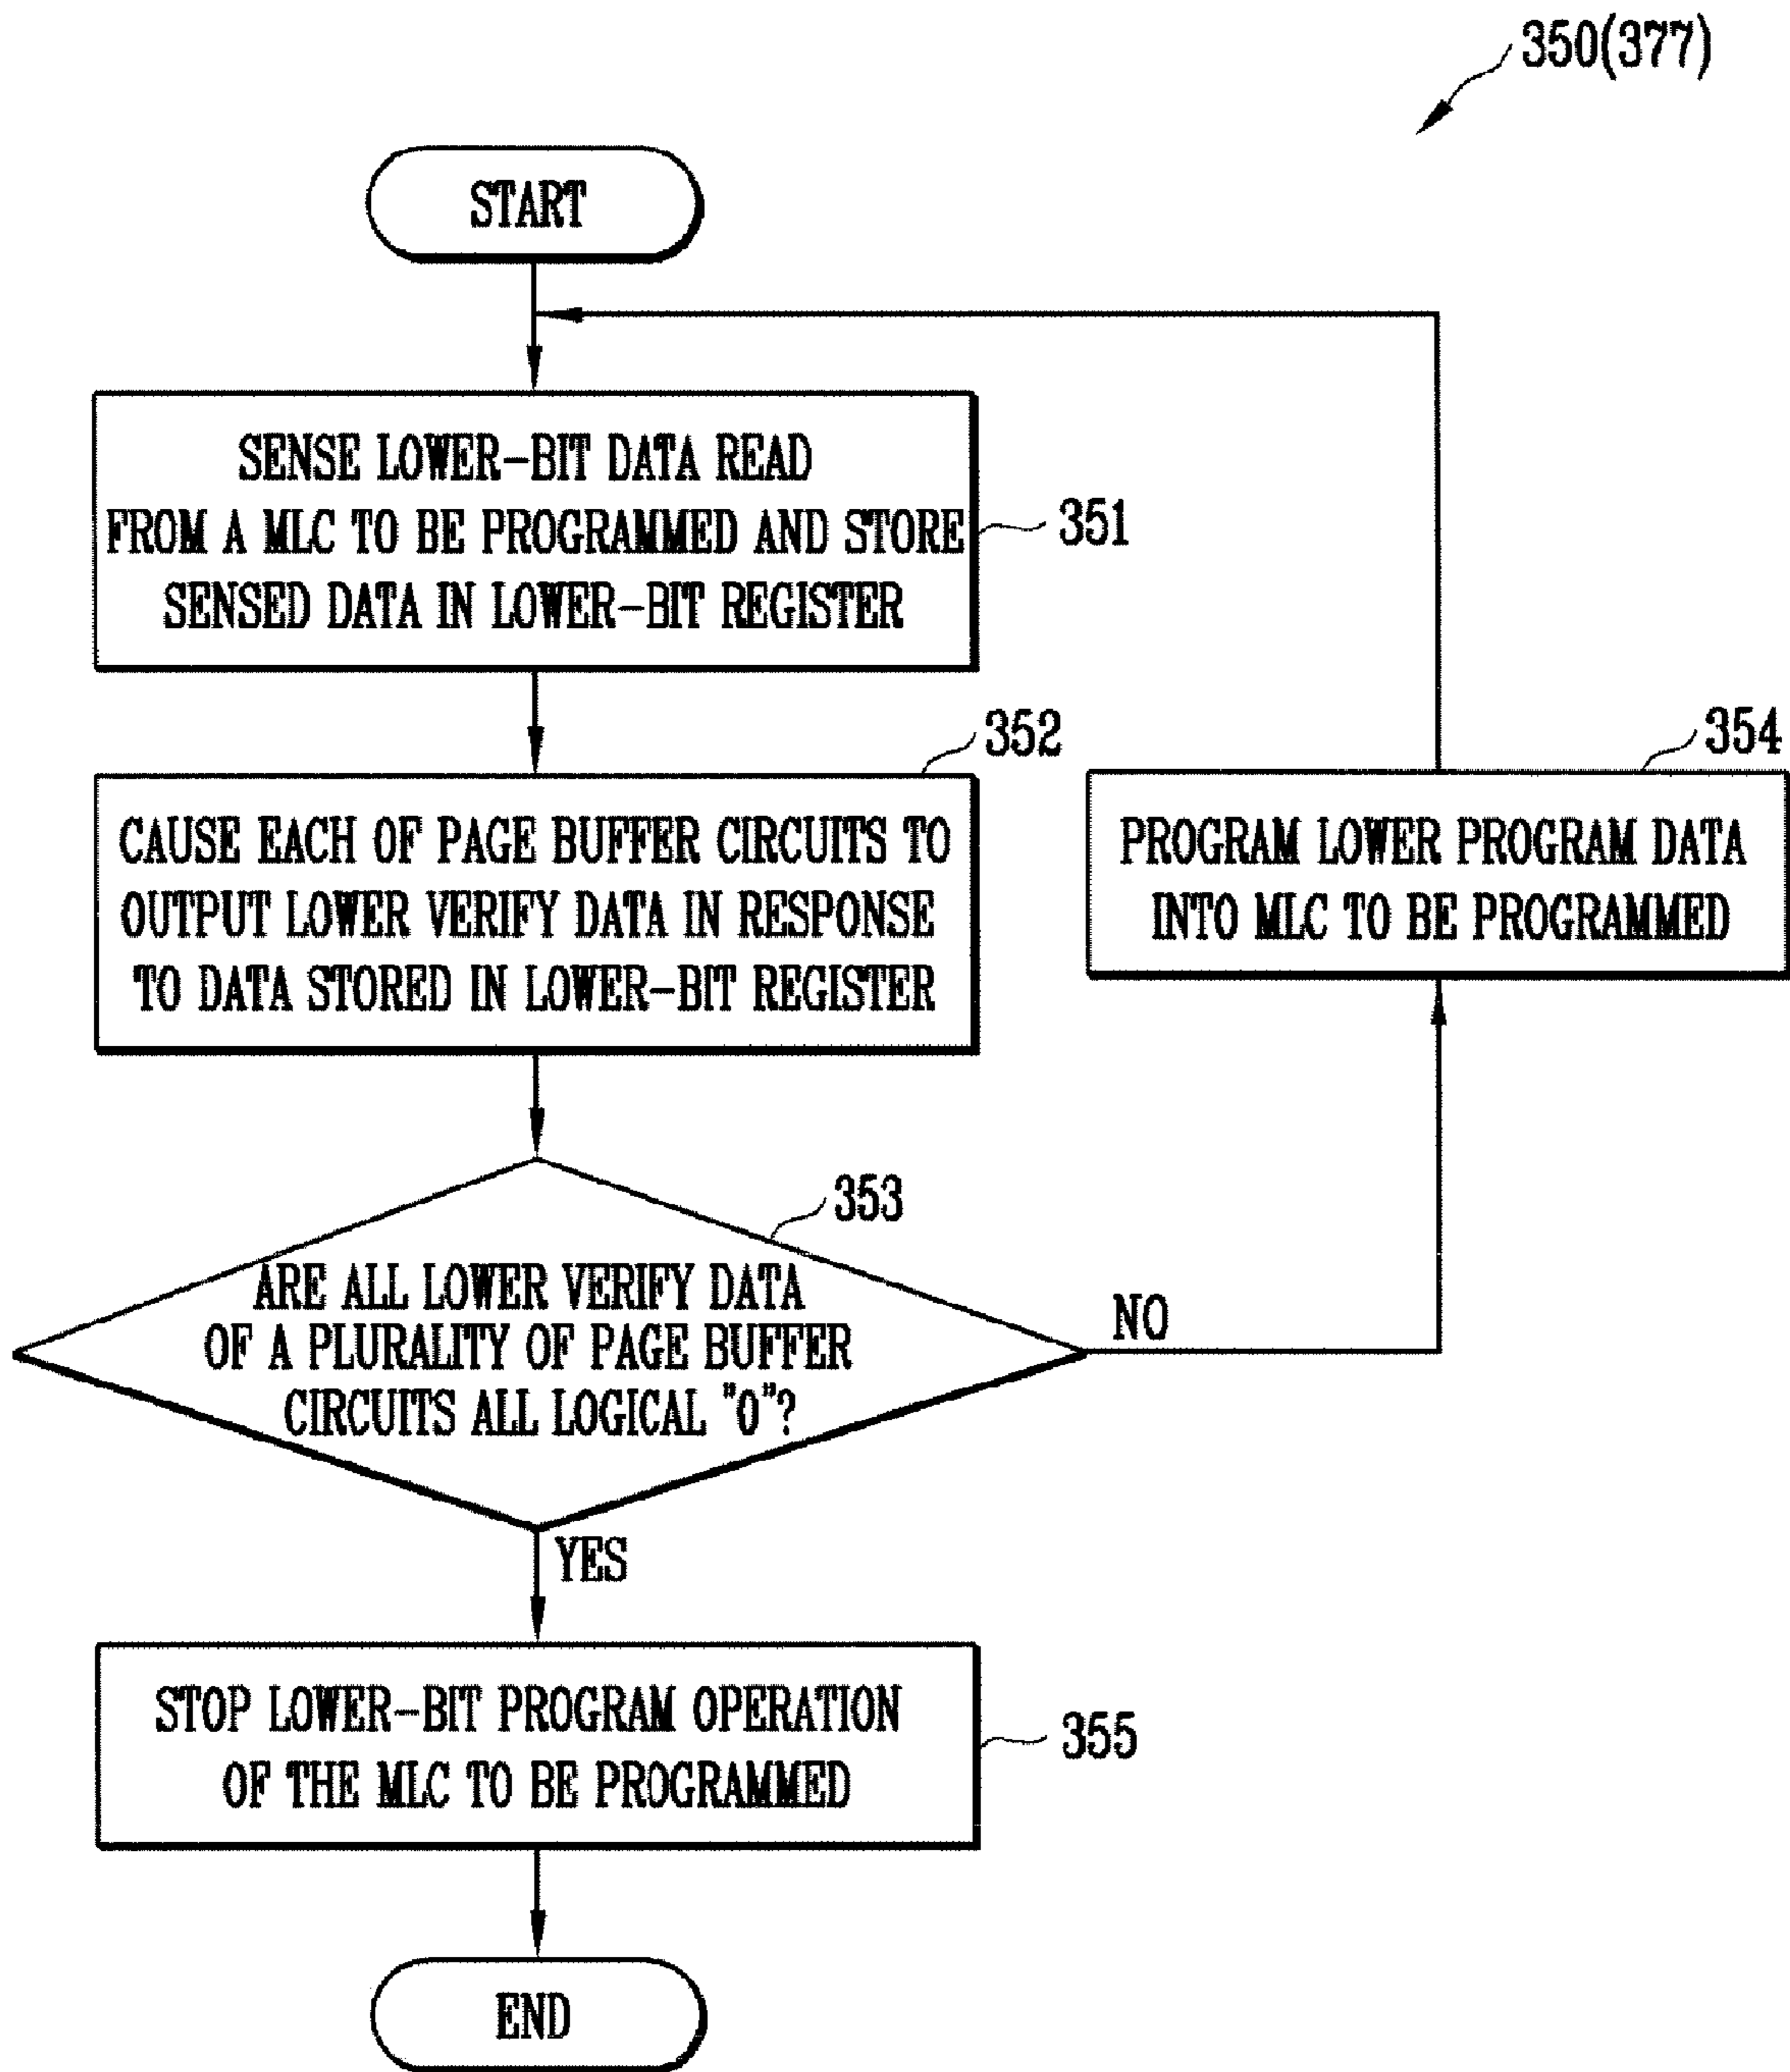 350(377)
START
SENSE LOWER-BIT DATA READ
FROM A MLC TO BE PROGRAMMED AND STORE
SENSED DATA IN LOWER-BIT REGISTER
351
352
CAUSE EACH OF PAGE BUFFER CIRCUITS TO
OUTPUT LOWER VERIFY DATA IN RESPONSE
TO DATA STORED IN LOWER-BIT REGISTER
354
PROGRAM LOWER PROGRAM DATA
INTO MLC TO BE PROGRAMMED
353
ARE ALL LOWER VERIFY DATA
OF A PLURALITY OF PAGE BUFFER
CIRCUITS ALL LOGICAL "0"?
NO
YES
STOP LOWER-BIT PROGRAM OPERATION
OF THE MLC TO BE PROGRAMMED
355
END